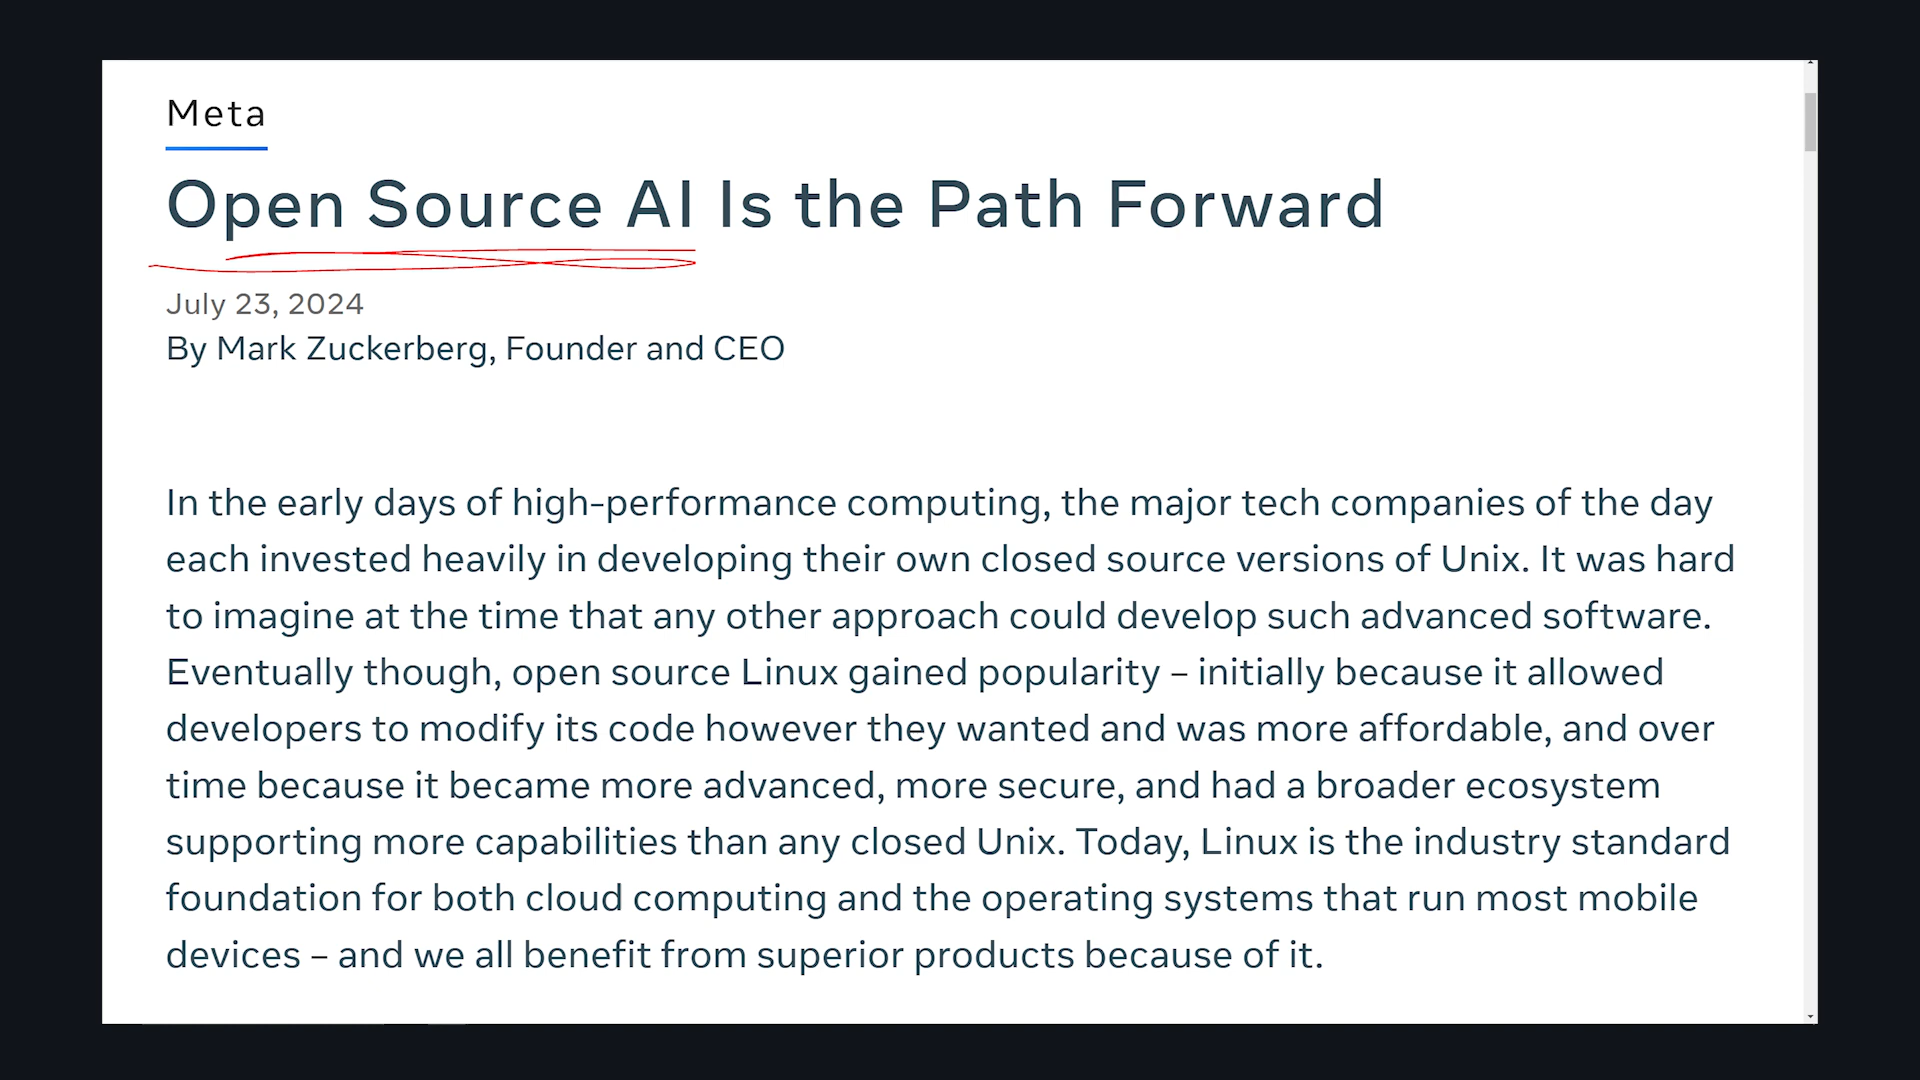 Meta
Open Source AI Is the Path Forward
July 23, 2024
By Mark Zuckerberg, Founder and CEO
In the early days of high-performance computing, the major tech companies of the day
each invested heavily in developing their own closed source versions of Unix. It was hard
to imagine at the time that any other approach could develop such advanced software.
Eventually though, open source Linux gained popularity – initially because it allowed
developers to modify its code however they wanted and was more affordable, and over
time because it became more advanced, more secure, and had a broader ecosystem
supporting more capabilities than any closed Unix. Today, Linux is the industry standard
foundation for both cloud computing and the operating systems that run most mobile
devices – and we all benefit from superior products because of it.